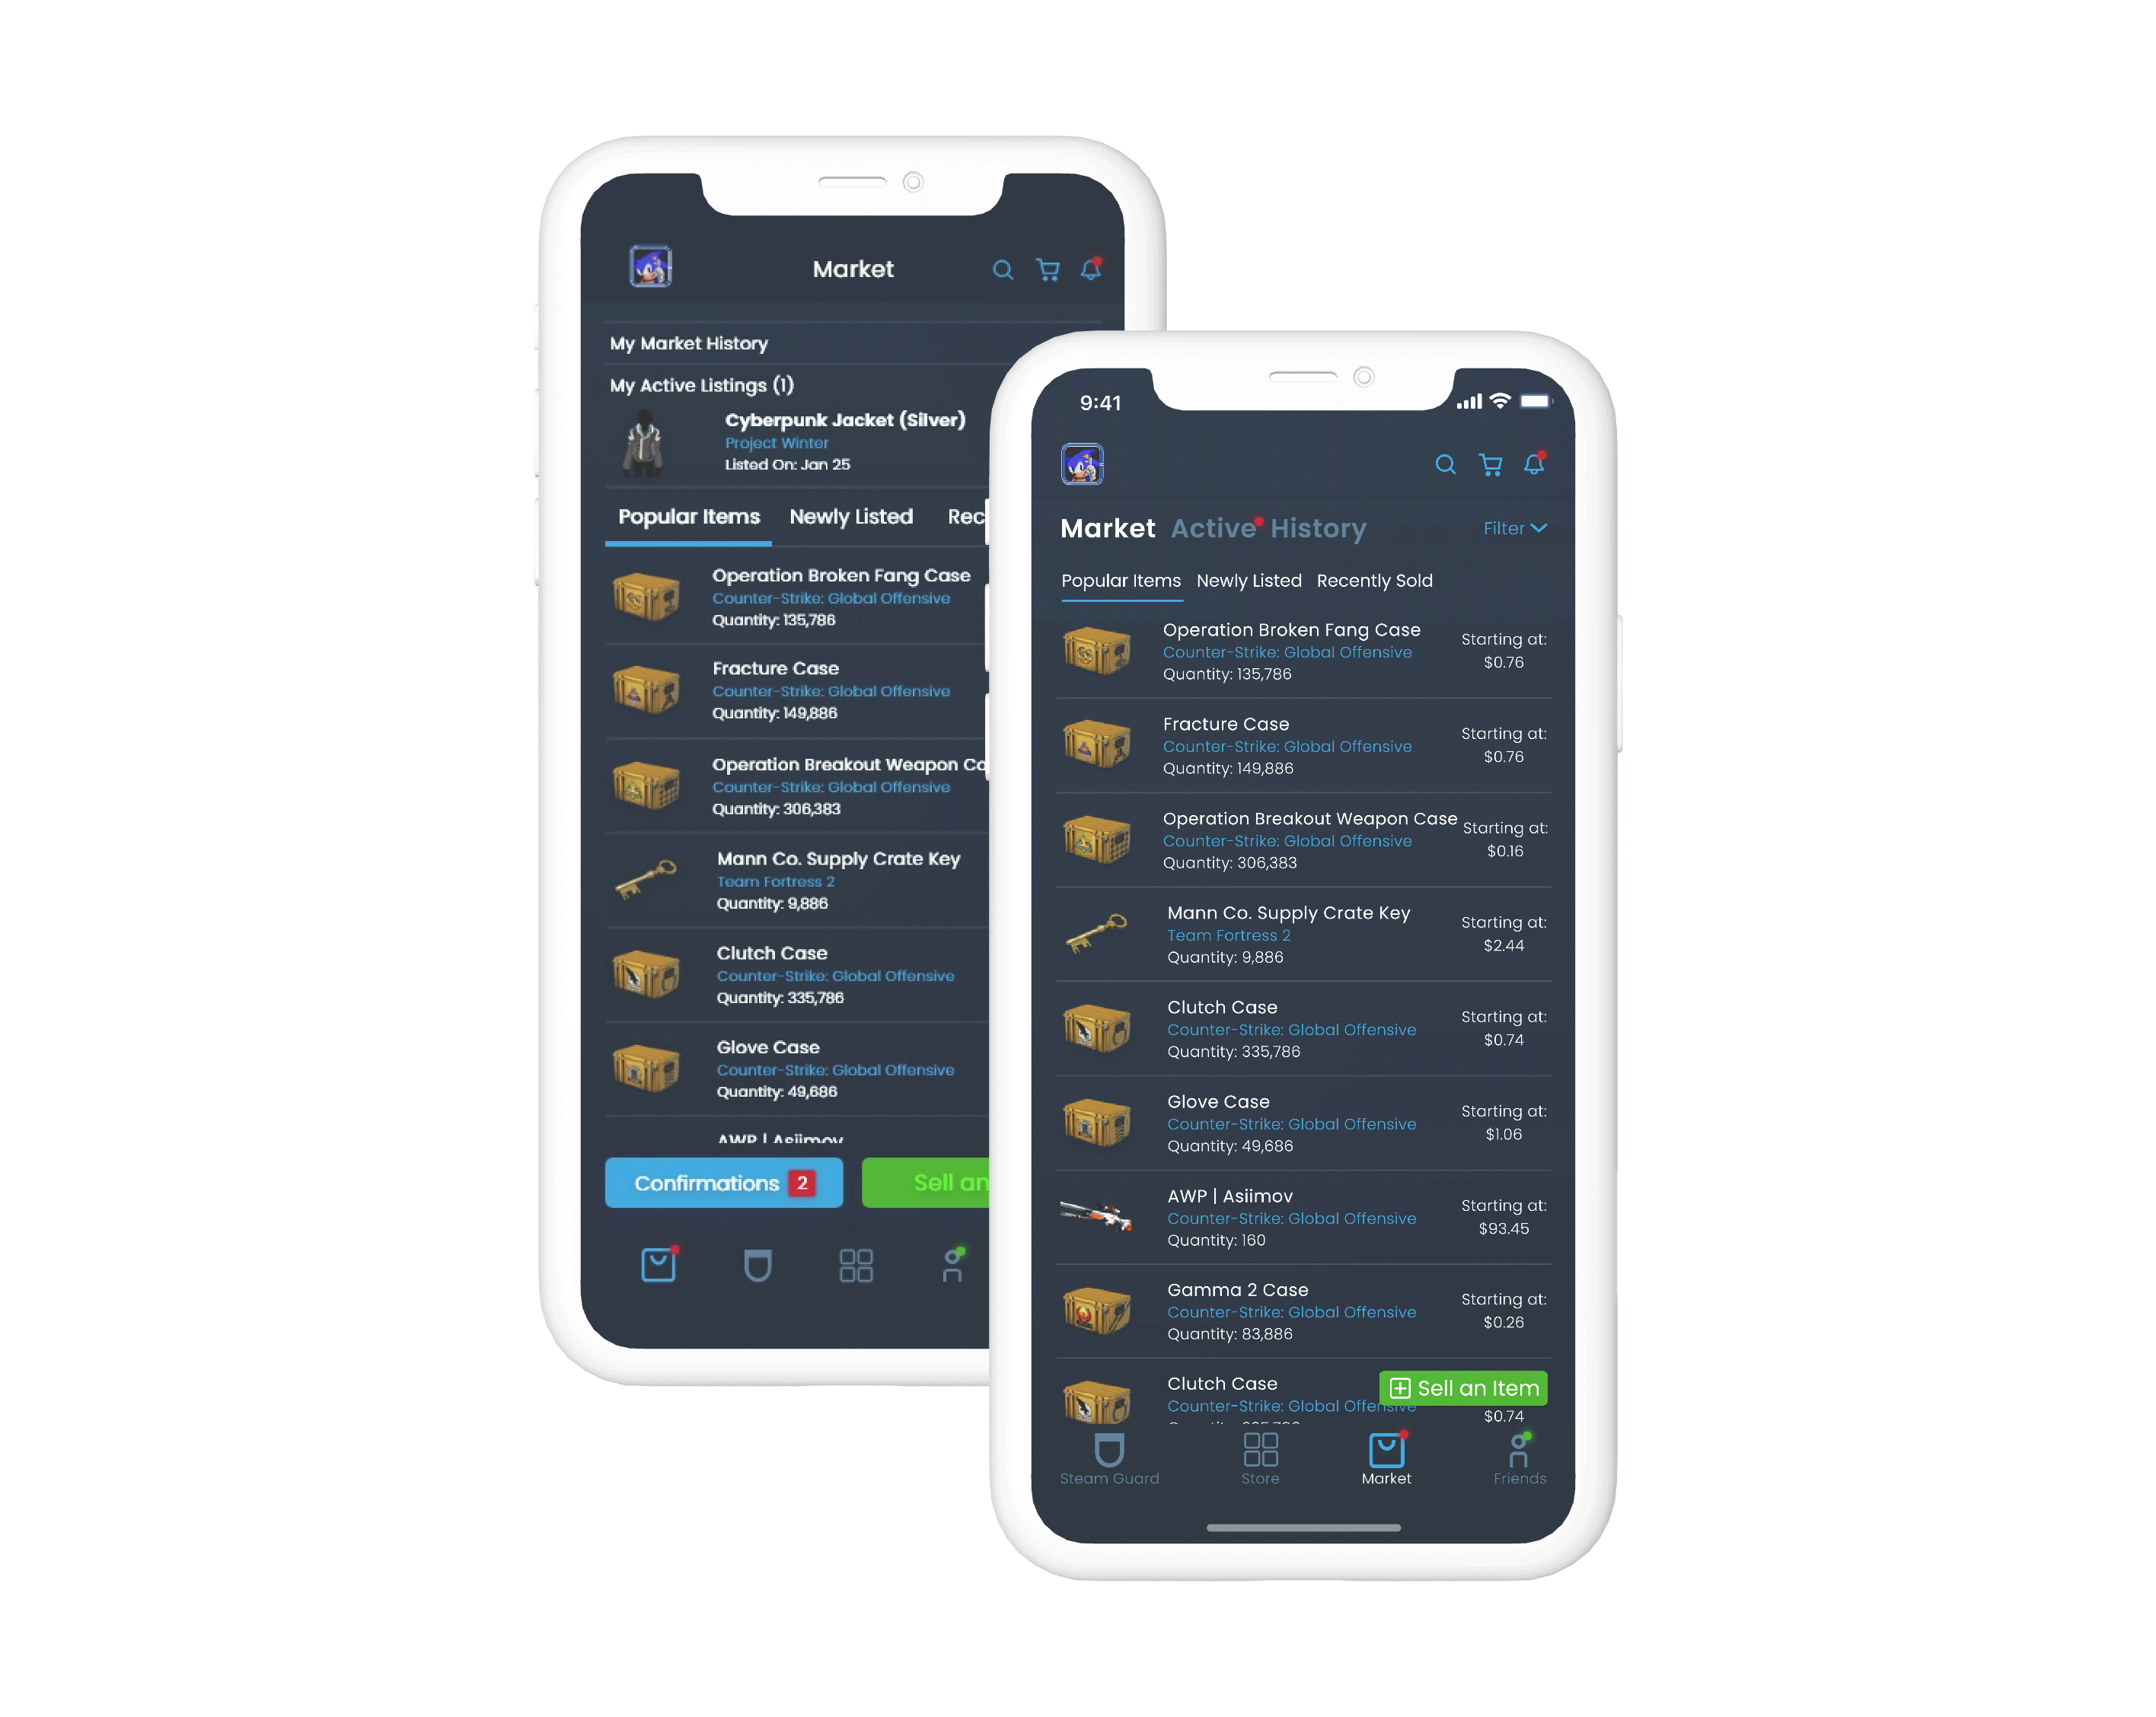 Market
My Market History
My Active Listings (1)
Cyberpunk Jacket (Silver)
Project Winter
Listed On: Jan 25
Popular Items Newly Listed
Operation Broken Fang Case
Counter-Strike: Global Offensive
Quantity: 135,786
Fracture Case
Counter-Strike: Global Offensive
Quantity: 149,886
Operation Breakout Weapon
Counter-Strike: Global Offensive
Quantity: 306,383
Mann Co. Supply Crate Key
Team Fortress 2
Quantity: 9,886
Clutch Case
Counter-Strike: Global Offensive
Quantity: 335,786
Glove Case
Counter-Strike: Global Offensive
Quantity: 49,686
AWP | Asiimov
Confirmations 2
Sell an
9:41
Market Active History
Filter
Popular Items Newly Listed Recently Sold
Operation Broken Fang Case
Counter-Strike: Global Offensive
Quantity: 135,786
Starting at:
$0.76
Fracture Case
Counter-Strike: Global Offensive
Quantity: 149,886
Starting at:
$0.76
Operation Breakout Weapon Case
Counter-Strike: Global Offensive
Quantity: 306,383
Starting at:
$0.16
Mann Co. Supply Crate Key
Team Fortress 2
Quantity: 9,886
Starting at:
$2.44
Clutch Case
Counter-Strike: Global Offensive
Quantity: 335,786
Starting at:
$0.74
Glove Case
Counter-Strike: Global Offensive
Quantity: 49,686
Starting at:
$1.06
AWP | Asiimov
Counter-Strike: Global Offensive
Quantity: 160
Starting at:
$93.45
Gamma 2 Case
Counter-Strike: Global Offensive
Quantity: 83,886
Starting at:
$0.26
Clutch Case
Counter-Strike: Global Offensive
Sell an Item
$0.74
Steam Guard
Store
Market
Friends